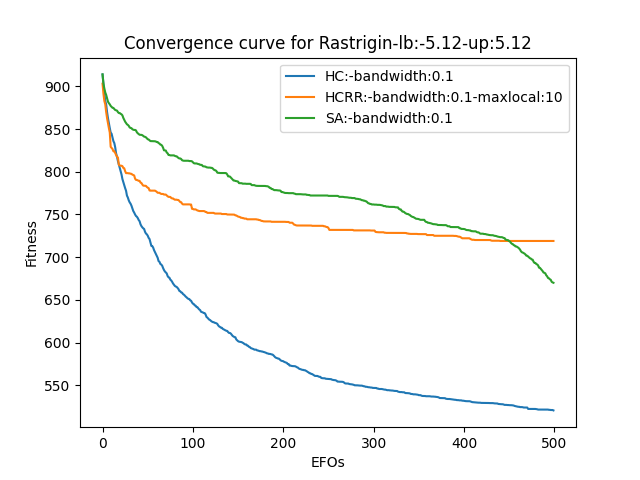 Convergence curve for Rastrigin-lb:-5.12-up:5.12
HC:-bandwidth:0.1
HCRR:-bandwidth:0.1-maxlocal:10
SA:-bandwidth:0.1
Fitness
900
850
800
750
700
650
600
550
0 100 200 300 400 500
EFOs